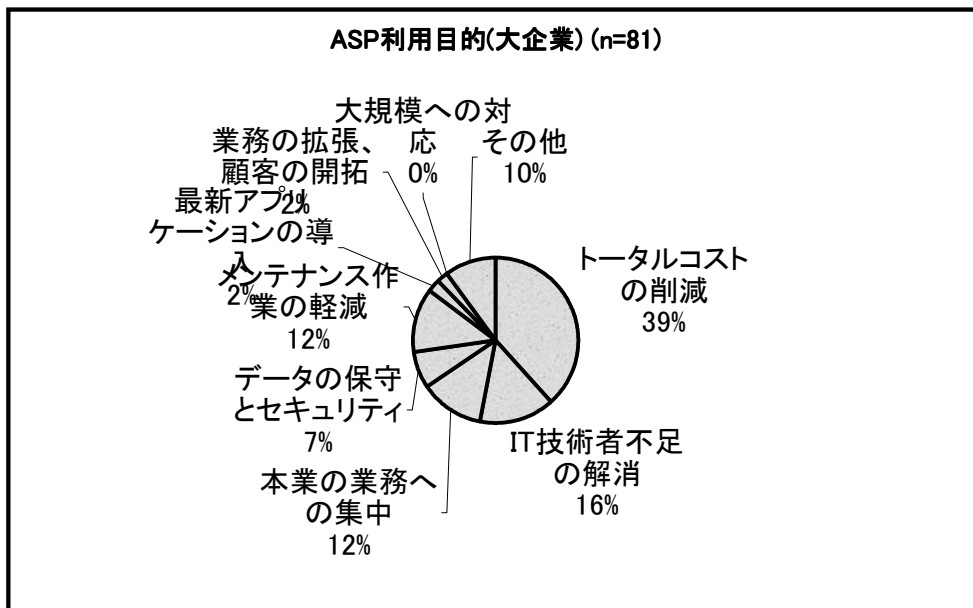 ASP利用目的(大企業) (n=81)
大規模への対
応
0%
その他
10%
業務の拡張、
顧客の開拓
2%
最新アプリ
ケーションの導
入
2%
メンテナンス作
業の軽減
12%
データの保守
とセキュリティ
7%
本業の業務へ
の集中
12%
IT技術者不足
の解消
16%
トータルコスト
の削減
39%